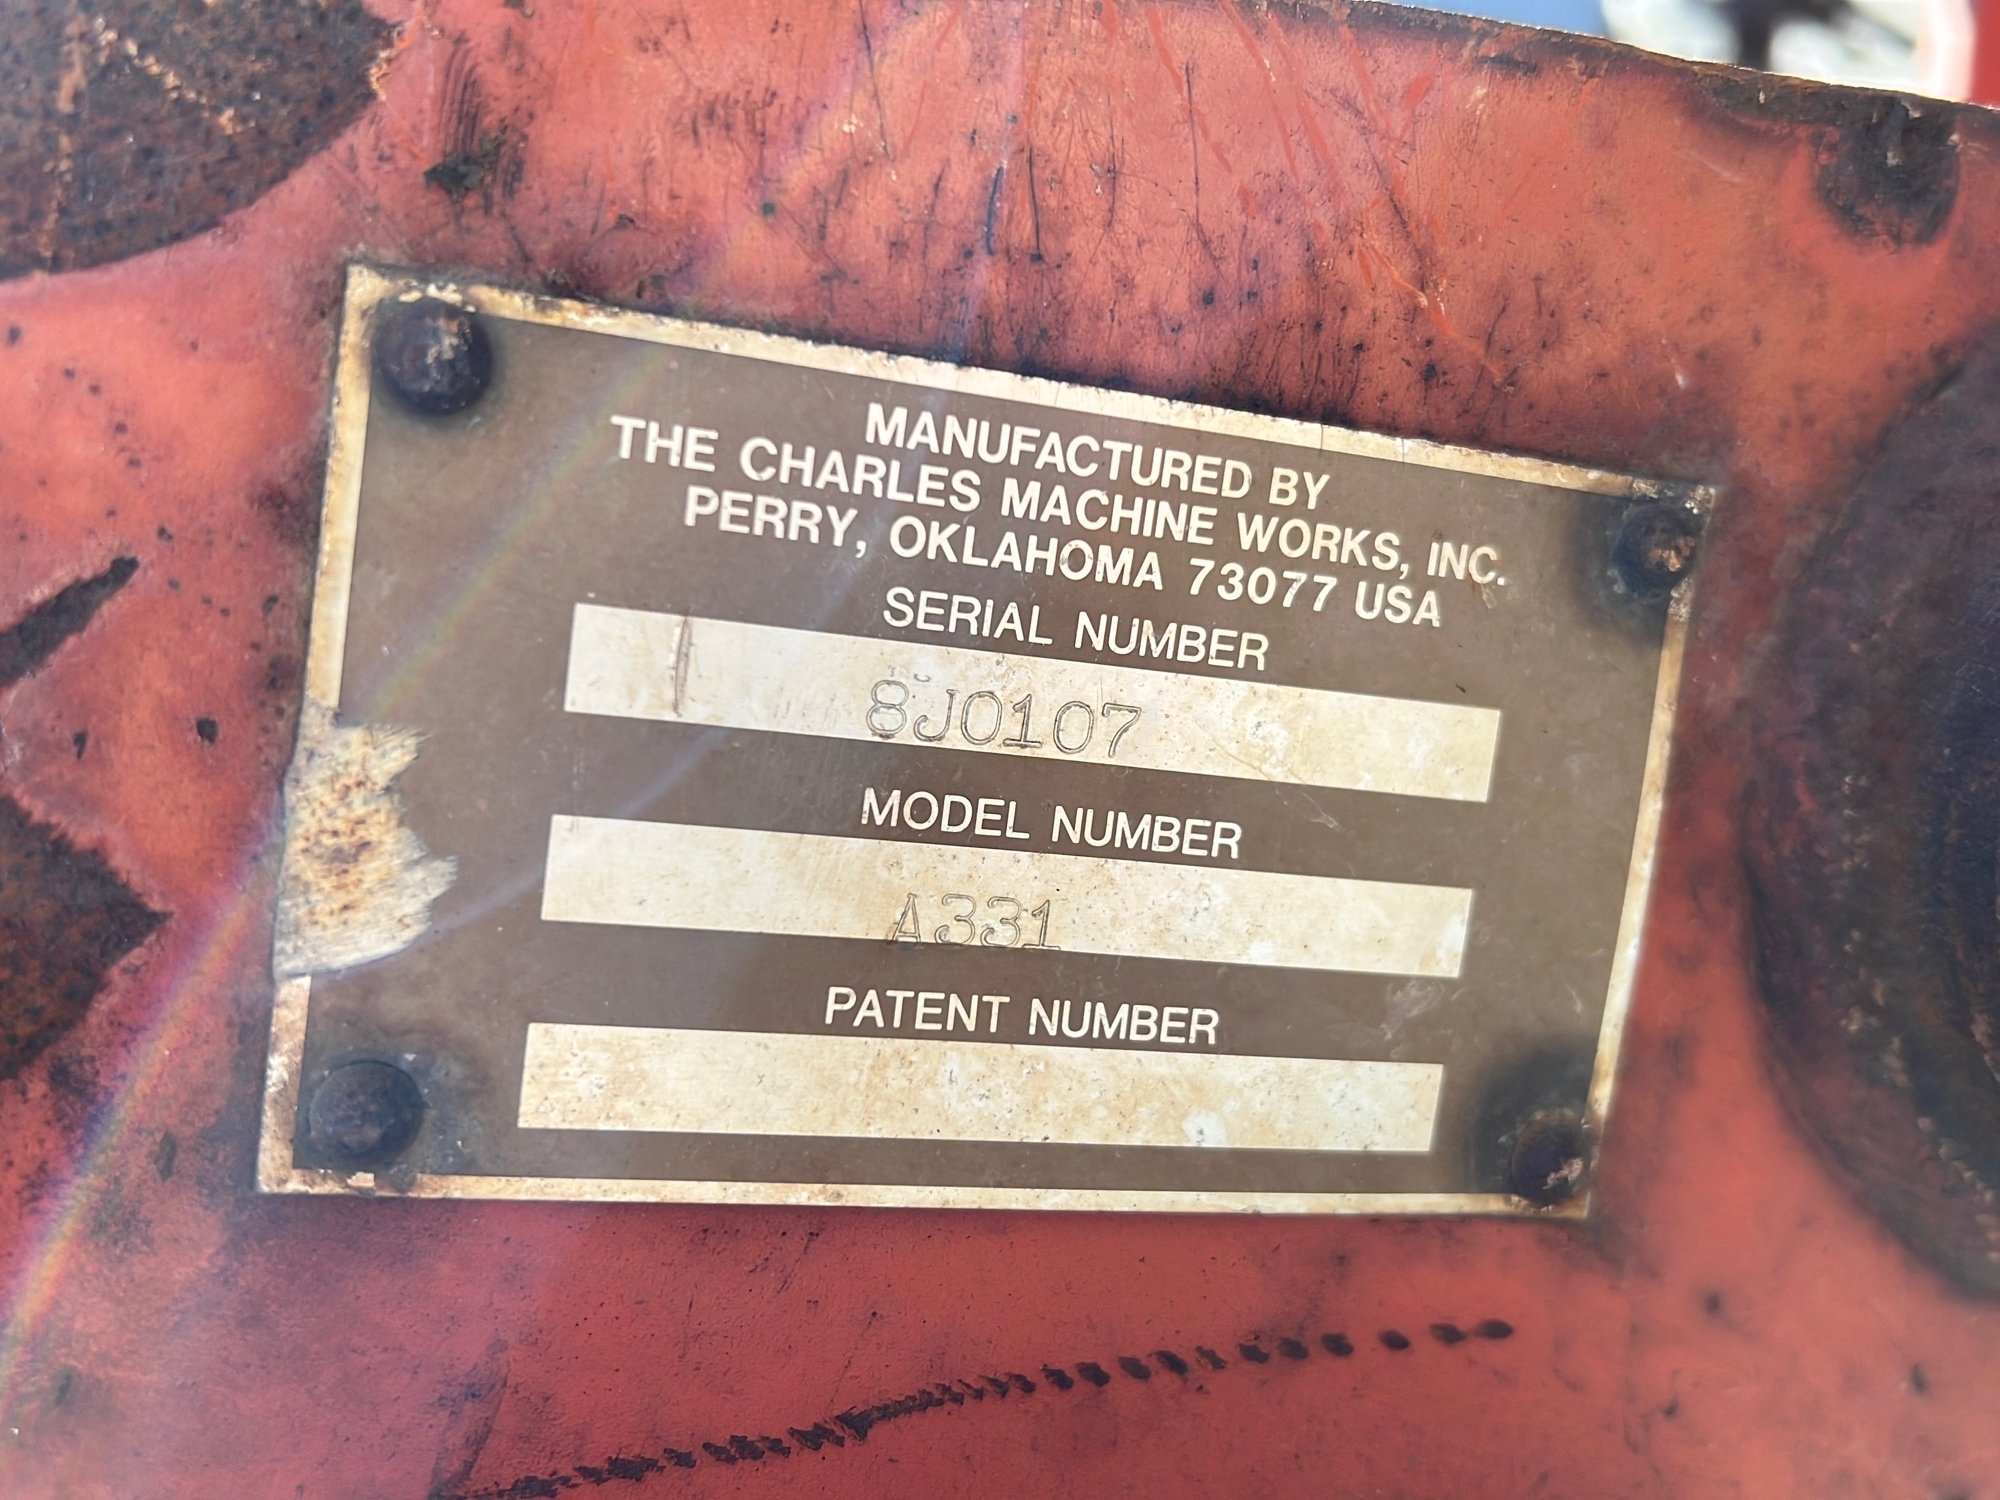 MANUFACTURED BY
THE CHARLES MACHINE WORKS, INC.
PERRY, OKLAHOMA 73077 USA
SERIAL NUMBER
8J0107
MODEL NUMBER
A331
PATENT NUMBER